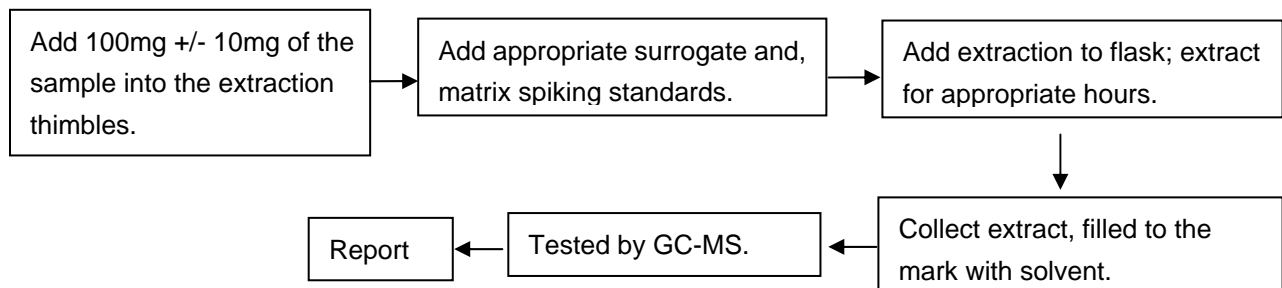 Add 100mg +/- 10mg of the
sample into the extraction
thimbles.
Add appropriate surrogate and,
matrix spiking standards.
Add extraction to flask; extract
for appropriate hours.
Collect extract, filled to the
mark with solvent.
Tested by GC-MS.
Report